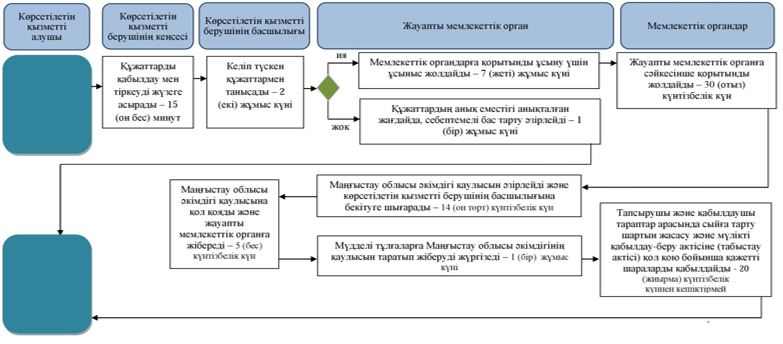 Көрсетілетін
қызметті
алушы
Көрсетілетін
қызметті
берушінің кеңсесі
Көрсетілетін қызметті
берушінің басшылығы
Жауапты мемлекеттік орган
Мемлекеттік органдар
Құжаттарды
қабылдау мен
тіркеуді жүзеге
асырады – 15
(он бес) минут
Келіп түскен
құжаттармен
танысады – 2
(екі) жұмыс күні
ия
жоқ
Мемлекеттік органдарға қорытынды ұсыну үшін
ұсыныс жолдайды – 7 (жеті) жұмыс күні
Құжаттардың анық еместігі анықталған
жағдайда, себептемелі бас тарту әзірлейді – 1
(бір) жұмыс күні
Жауапты мемлекеттік органға
сәйкесінше қорытынды
жолдайды – 30 (отыз)
күнтізбелік күн
Маңғыстау облысы
әкімдігі қаулысына
қол қояды және
жауапты
мемлекеттік органға
жібереді – 5 (бес)
күнтізбелік күн
Маңғыстау облысы әкімдігі қаулысын әзірлейді және
көрсетілетін қызметті берушінің басшылығына
бекітуге шығарады – 14 (он төрт) күнтізбелік күн
Мүдделі тұлғаларға Маңғыстау облысы әкімдігінің
қаулысын таратып жіберуді жүргізеді – 1 (бір) жұмыс
күні
Тапсырушы және қабылдаушы
тараптар арасында сыйға тарту
шартын жасасу және мүлікті
қабылдау-беру актісіне (табыстау
актісі) қол қою бойынша қажетті
шараларды қабылдайды - 20
(жиырма) күнтізбелік
күннен кешіктірмей